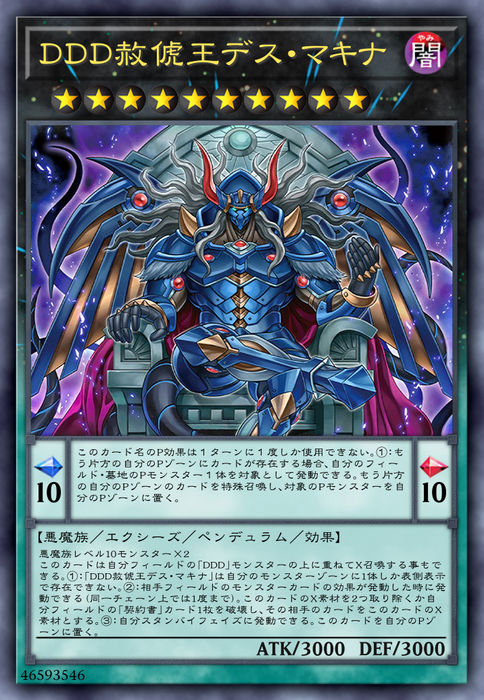 DDD赦俿王デス・マキナ
やみ
闇
このカード名のP効果は1ターンに1度しか使用できない。①:も
う片方の自分のPゾーンにカードが存在する場合、自分のフィー
ルド・墓地のPモンスター1体を対象として発動できる。もう片方
の自分のPゾーンのカードを特殊召喚し、対象のPモンスターを自
分のPゾーンに置く。
10
10
【悪魔族/エクシーズ/ペンデュラム/効果】
悪魔族レベル10モンスター×2
このカードは自分フィールドの「DDD」モンスターの上に重ねてX召喚する事もで
きる。①:「DDD赦俿王デス・マキナ」は自分のモンスターゾーンに1体しか表側表示
で存在できない。②:相手フィールドのモンスターカードの効果が発動した時に発
動できる(同一チェーン上では1度まで)。このカードのX素材を2つ取り除くか自
分フィールドの「契約書」カード1枚を破壊し、その相手のカードをこのカードのX
素材とする。③:自分スタンバイフェイズに発動できる。このカードを自分のPゾ
ーンに置く。
ATK/3000 DEF/3000
46593546